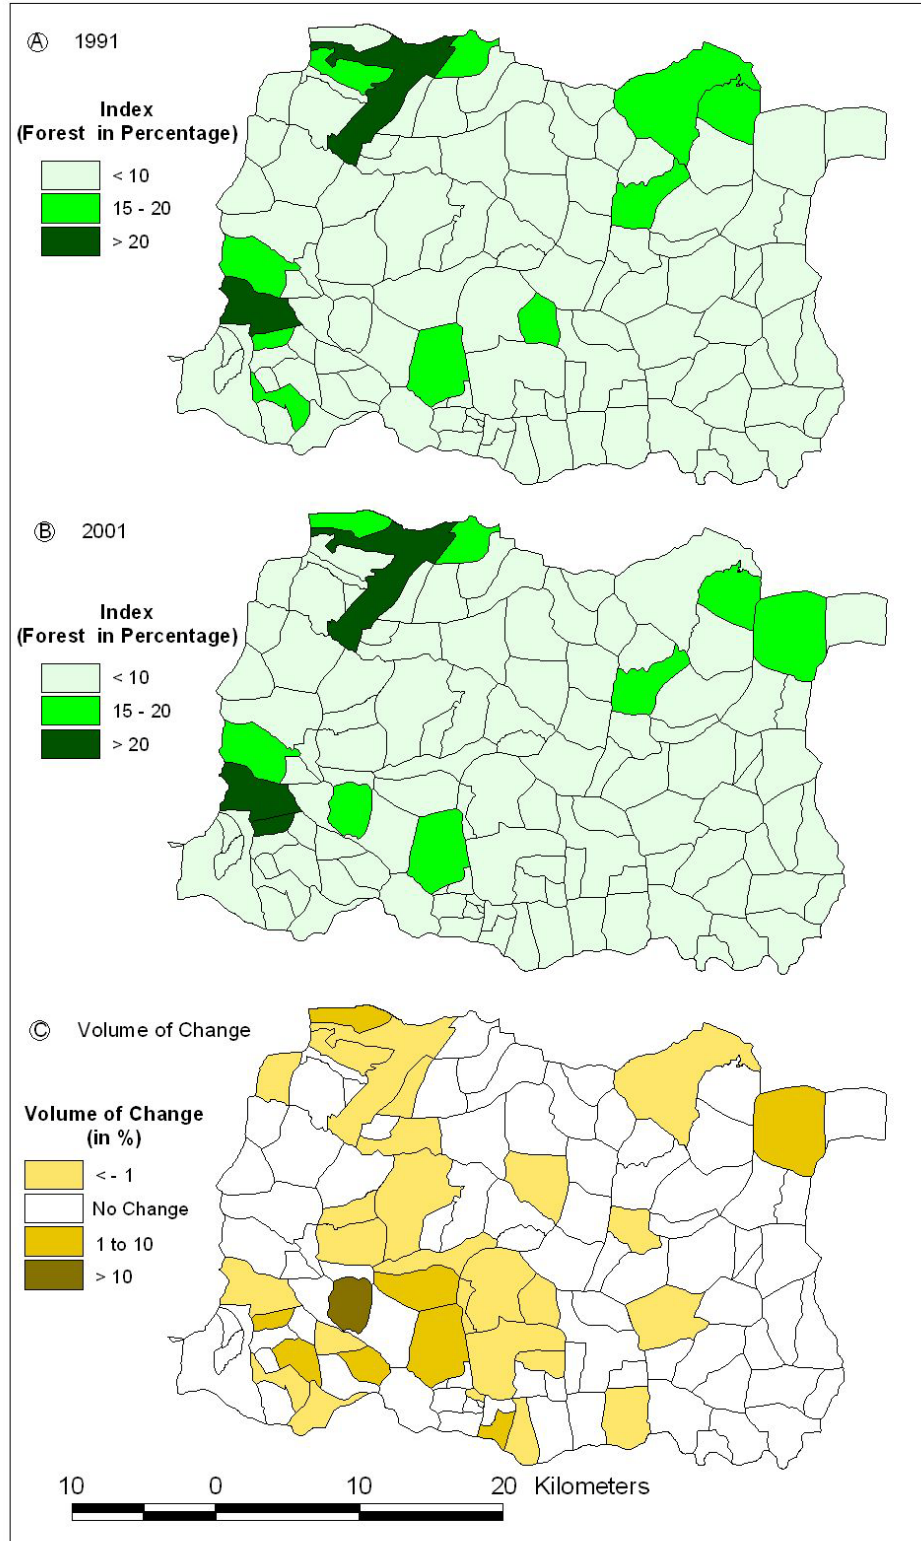 A 1991
Index
(Forest in Percentage)
< 10
15 - 20
> 20
B 2001
Index
(Forest in Percentage)
< 10
15 - 20
> 20
C Volume of Change
Volume of Change
(in %)
< - 1
No Change
1 to 10
> 10
10 0 10 20 Kilometers